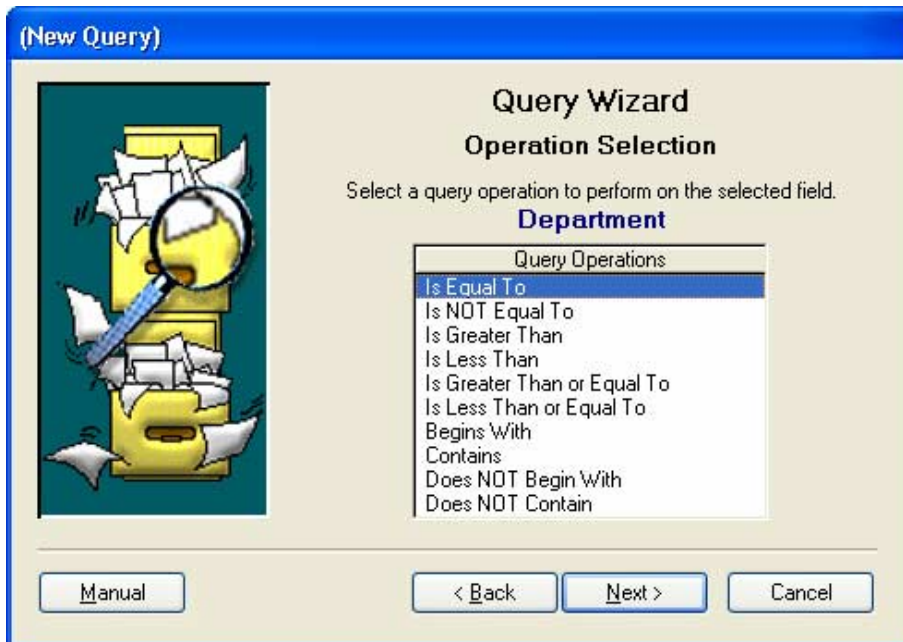 (New Query)
Query Wizard
Operation Selection
Select a query operation to perform on the selected field.
Department
Query Operations
Is Equal To
Is NOT Equal To
Is Greater Than
Is Less Than
Is Greater Than or Equal To
Is Less Than or Equal To
Begins With
Contains
Does NOT Begin With
Does NOT Contain
Manual
< Back
Next >
Cancel